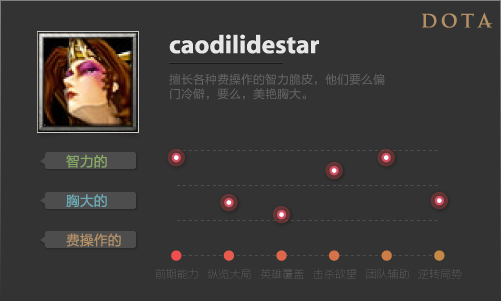 DOTA
caodilidestar
擅长各种费操作的智力脆皮，他们要么偏
门冷僻，要么，美艳胸大。
智力的
胸大的
费操作的
前期能力 纵览大局 英雄覆盖 击杀欲望 团队辅助 逆转局势